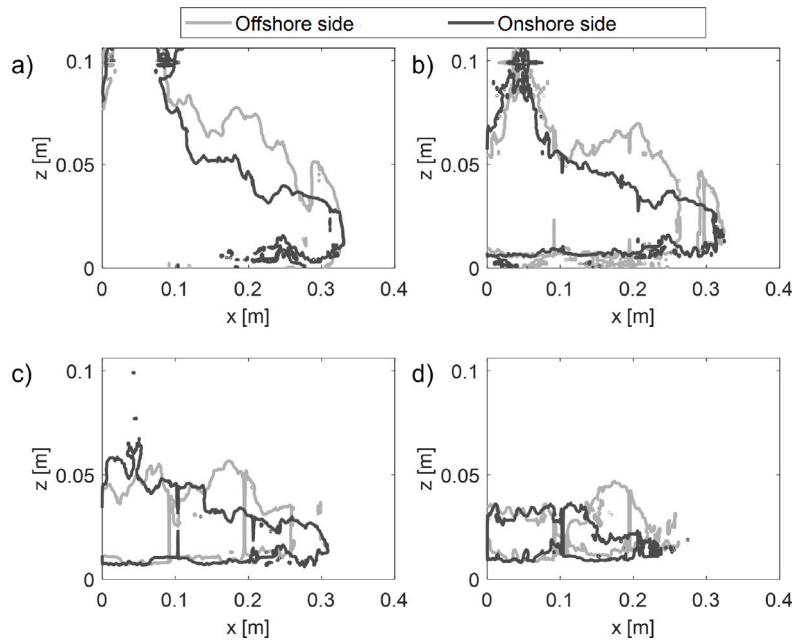 Offshore side Onshore side
a) b)
0.1 0.1
z [m] z [m]
0.05 0.05
0 0
0 0.1 0.2 0.3 0.4 0 0.1 0.2 0.3 0.4
x [m] x [m]
c) d)
0.1 0.1
z [m] z [m]
0.05 0.05
0 0
0 0.1 0.2 0.3 0.4 0 0.1 0.2 0.3 0.4
x [m] x [m]